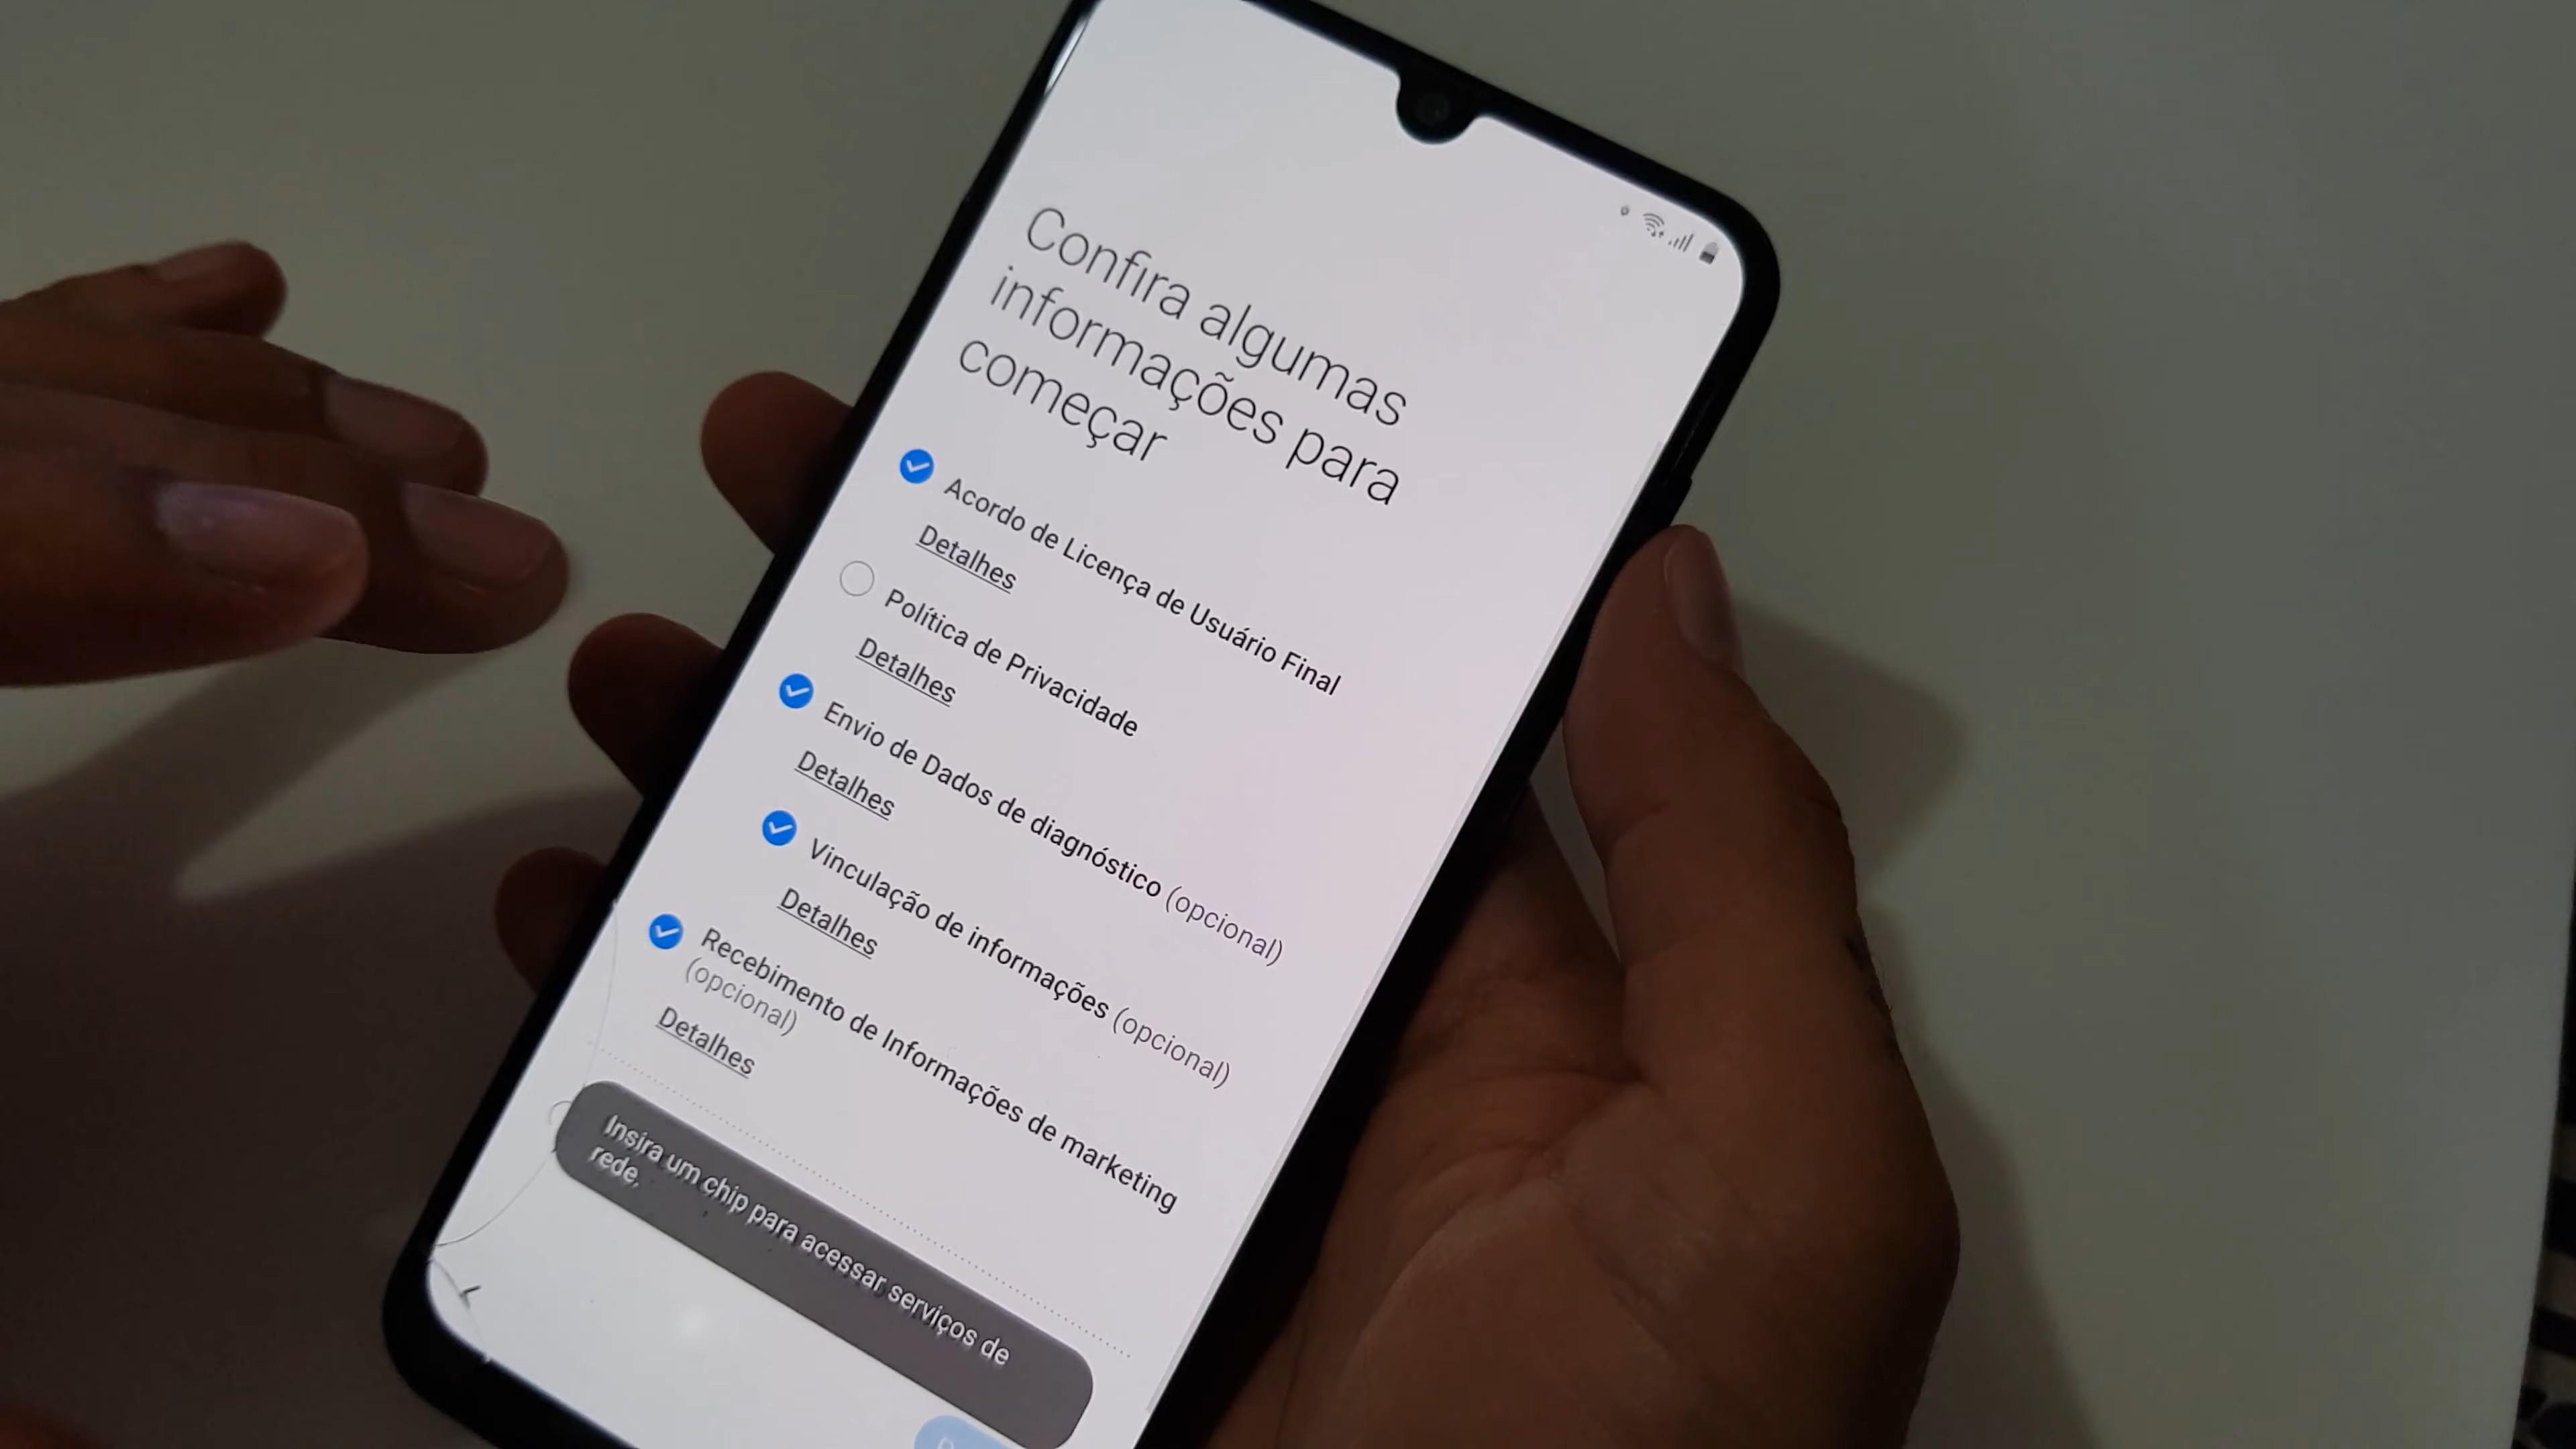 Confira algumas
informações para
começar
Acordo de Licença de Usuário Final
Detalhes
Política de Privacidade
Detalhes
Envio de Dados de diagnóstico (opcional)
Detalhes
Vinculação de informações (opcional)
Detalhes
Recebimento de Informações de marketing
(opcional)
Detalhes
Insira um chip para acessar serviços de
rede.